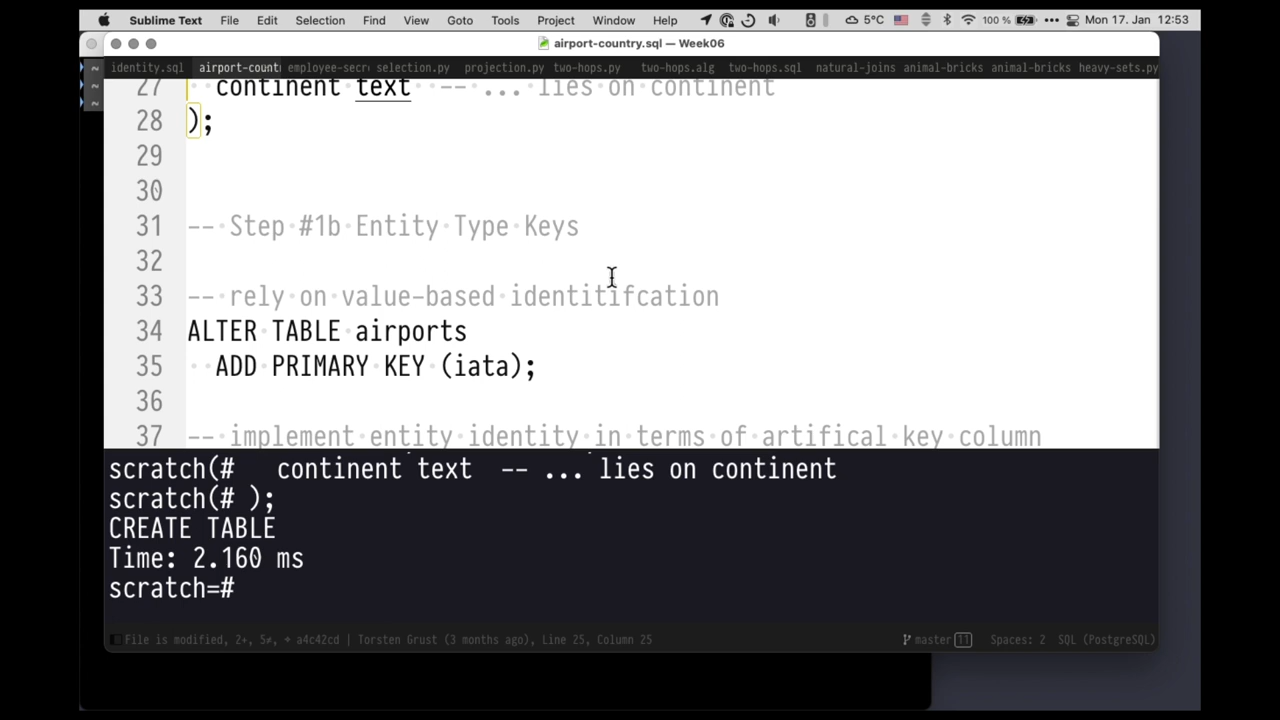 Sublime Text File Edit Selection Find View Goto Tools Project Window Help 5°C 100 % Mon 17. Jan 12:53
airport-country.sql — Week06
identity.sql airport-count employee-secr selection.py projection.py two-hops.py two-hops.alg two-hops.sql natural-joins animal-bricks animal-bricks heavy-sets.py
27 continent text -- ... lies on continent
28 );
29
30
31 -- Step #1b Entity Type Keys
32
33 -- rely on value-based identitifcation
34 ALTER TABLE airports
35 ADD PRIMARY KEY (iata);
36
37 -- implement entity identity in terms of artifical key column
scratch(# continent text -- ... lies on continent
scratch(# );
CREATE TABLE
Time: 2.160 ms
scratch=#
File is modified, 2+, 5≠, a4c42cd | Torsten Grust (3 months ago), Line 25, Column 25 master 11 Spaces: 2 SQL (PostgreSQL)